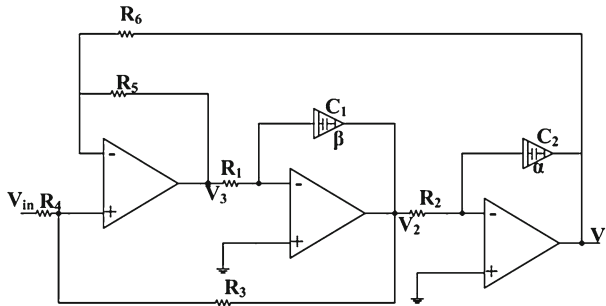 R6
R5
C1
β
C2
α
-
R1
-
R2
-
Vin R4
+
V3
+
V2
+
V
R3